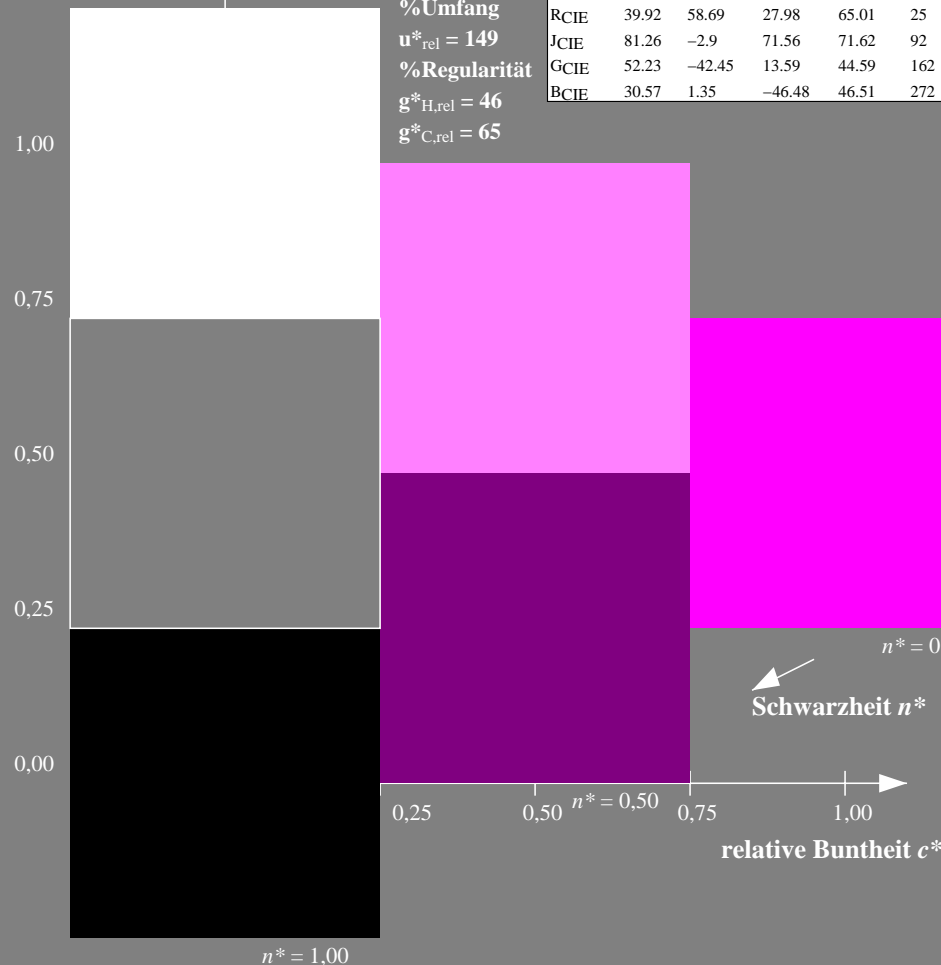 %Umfang
u*rel = 149
%Regularität
g*H,rel = 46
g*C,rel = 65
RCIE 39.92 58.69 27.98 65.01 25
JCIE 81.26 −2.9 71.56 71.62 92
GCIE 52.23 −42.45 13.59 44.59 162
BCIE 30.57 1.35 −46.48 46.51 272
1,00
0,75
0,50
0,25
0,00
n* = 0
Schwarzheit n*
0,25 0,50 n* = 0,50 0,75 1,00
relative Buntheit c*
n* = 1,00